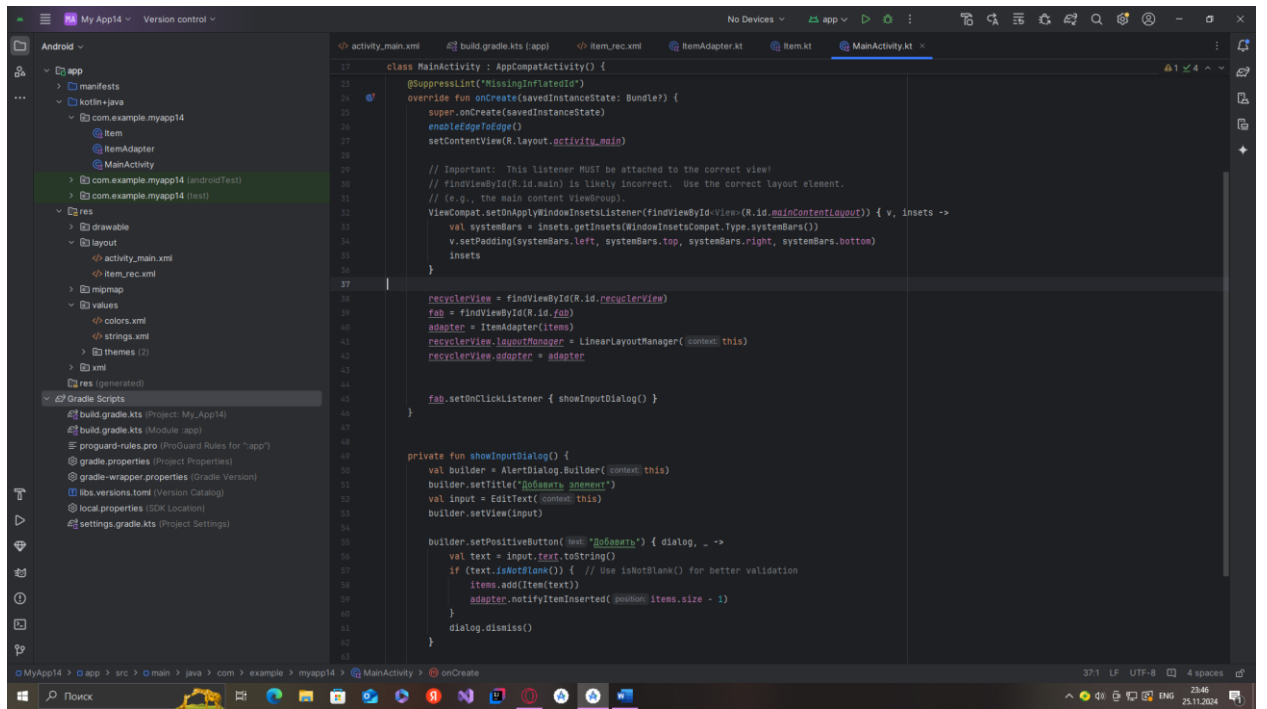 MA My App14 Version control No Devices app
Android
activity_main.xml build.gradle.kts (:app) item_rec.xml ItemAdapter.kt Item.kt MainActivity.kt
app
manifests
kotlin+java
com.example.myapp14
Item
ItemAdapter
MainActivity
com.example.myapp14 (androidTest)
com.example.myapp14 (test)
res
drawable
layout
activity_main.xml
item_rec.xml
mipmap
values
colors.xml
strings.xml
themes (2)
xml
res (generated)
Gradle Scripts
build.gradle.kts (Project: My_App14)
build.gradle.kts (Module :app)
proguard-rules.pro (ProGuard Rules for ":app")
gradle.properties (Project Properties)
gradle-wrapper.properties (Gradle Version)
libs.versions.toml (Version Catalog)
local.properties (SDK Location)
settings.gradle.kts (Project Settings)
17 class MainActivity : AppCompatActivity() { 1 4
23 @SuppressLint("MissingInflatedId")
24 override fun onCreate(savedInstanceState: Bundle?) {
25 super.onCreate(savedInstanceState)
26 enableEdgeToEdge()
27 setContentView(R.layout.activity_main)
28
29 // Important: This listener MUST be attached to the correct view!
30 // findViewById(R.id.main) is likely incorrect. Use the correct layout element.
31 // (e.g., the main content ViewGroup).
32 ViewCompat.setOnApplyWindowInsetsListener(findViewById<View>(R.id.mainContentLayout)) { v, insets ->
33 val systemBars = insets.getInsets(WindowInsetsCompat.Type.systemBars())
34 v.setPadding(systemBars.left, systemBars.top, systemBars.right, systemBars.bottom)
35 insets
36 }
37
38 recyclerView = findViewById(R.id.recyclerView)
39 fab = findViewById(R.id.fab)
40 adapter = ItemAdapter(items)
41 recyclerView.layoutManager = LinearLayoutManager( context: this)
42 recyclerView.adapter = adapter
43
44
45 fab.setOnClickListener { showInputDialog() }
46 }
47
48
49 private fun showInputDialog() {
50 val builder = AlertDialog.Builder( context: this)
51 builder.setTitle("Добавить элемент")
52 val input = EditText( context: this)
53 builder.setView(input)
54
55 builder.setPositiveButton( text: "Добавить") { dialog, _ ->
56 val text = input.text.toString()
57 if (text.isNotBlank()) { // Use isNotBlank() for better validation
58 items.add(Item(text))
59 adapter.notifyItemInserted( position: items.size - 1)
60 }
61 dialog.dismiss()
62 }
63
MyApp14 > app > src > main > java > com > example > myapp14 > MainActivity > onCreate 37:1 LF UTF-8 4 spaces
Поиск ENG 23:46
25.11.2024